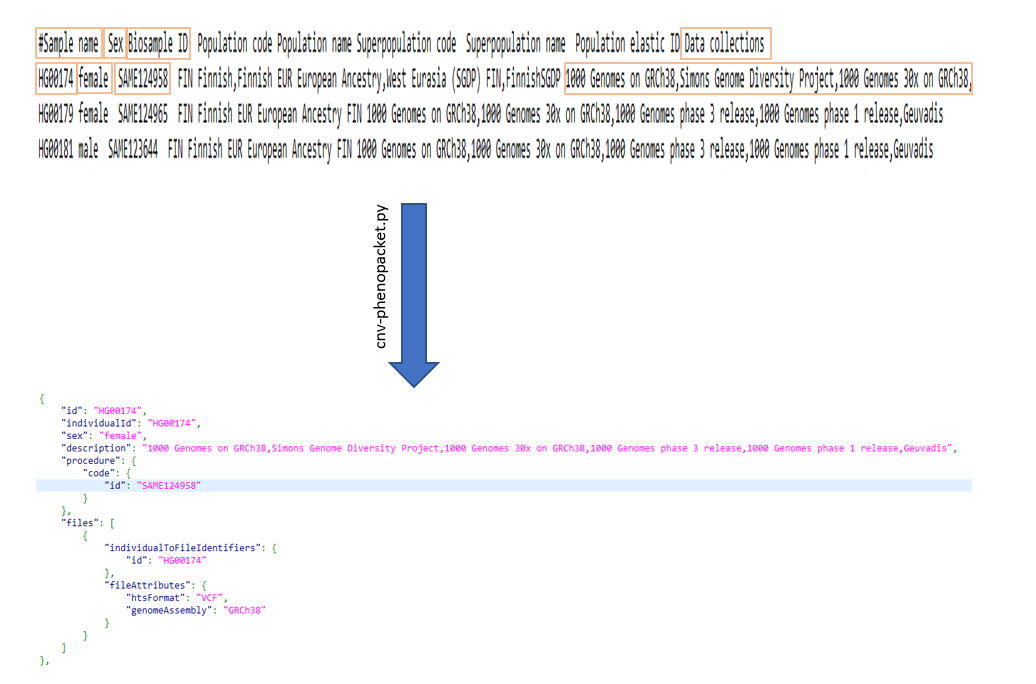 #Sample name Sex Biosample ID Population code Population name Superpopulation code Superpopulation name Population elastic ID Data collections
HG00174 female SAME124958 FIN Finnish,Finnish EUR European Ancestry,West Eurasia (SGDP) FIN,FinnishSGDP 1000 Genomes on GRCh38,Simons Genome Diversity Project,1000 Genomes 30x on GRCh38,
HG00179 female SAME124965 FIN Finnish EUR European Ancestry FIN 1000 Genomes on GRCh38,1000 Genomes 30x on GRCh38,1000 Genomes phase 3 release,1000 Genomes phase 1 release,Geuvadis
HG00181 male SAME123644 FIN Finnish EUR European Ancestry FIN 1000 Genomes on GRCh38,1000 Genomes 30x on GRCh38,1000 Genomes phase 3 release,1000 Genomes phase 1 release,Geuvadis
cnv-phenopacket.py
{
"id": "HG00174",
"individualId": "HG00174",
"sex": "female",
"description": "1000 Genomes on GRCh38,Simons Genome Diversity Project,1000 Genomes 30x on GRCh38,1000 Genomes phase 3 release,1000 Genomes phase 1 release,Geuvadis",
"procedure": {
"code": {
"id": "SAME124958"
}
},
"files": [
{
"individualToFileIdentifiers": {
"id": "HG00174"
},
"fileAttributes": {
"htsFormat": "VCF",
"genomeAssembly": "GRCh38"
}
}
]
},